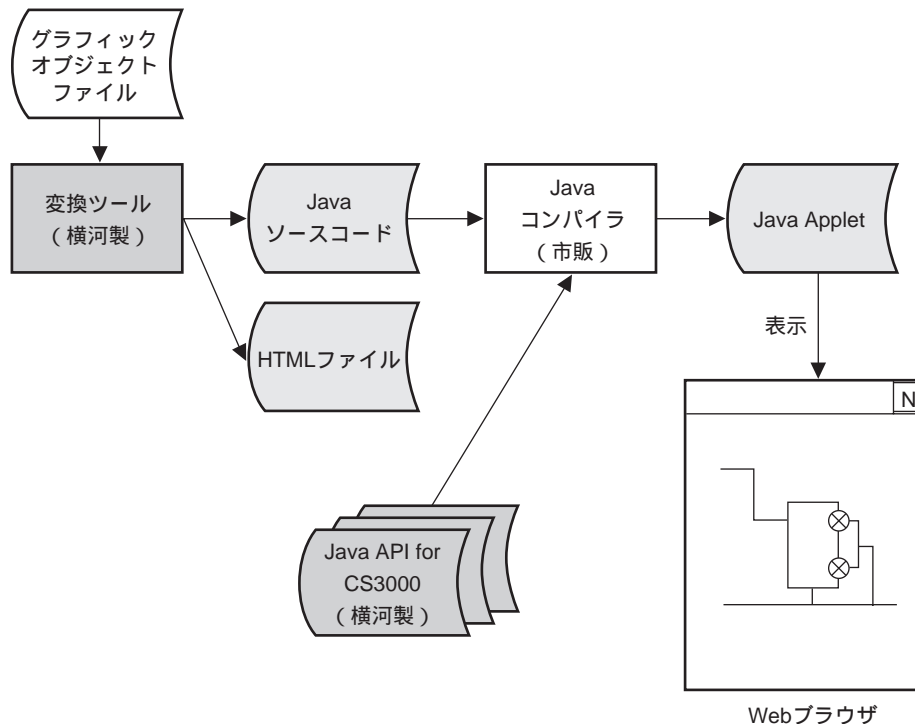 グラフィック
オブジェクト
ファイル
変換ツール
(横河製)
Java
ソースコード
Java
コンパイラ
(市販)
Java Applet
HTMLファイル
表示
N
Java API for
CS3000
(横河製)
Webブラウザ